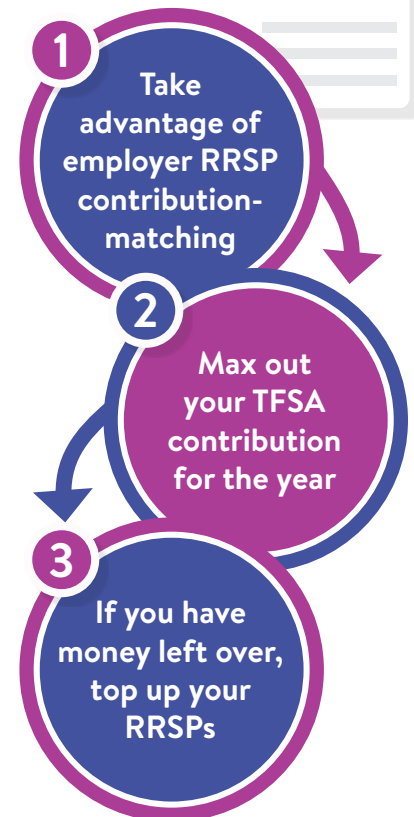 1
Take
advantage of
employer RRSP
contribution-
matching
2
Max out
your TFSA
contribution
for the year
3
If you have
money left over,
top up your
RRSPs